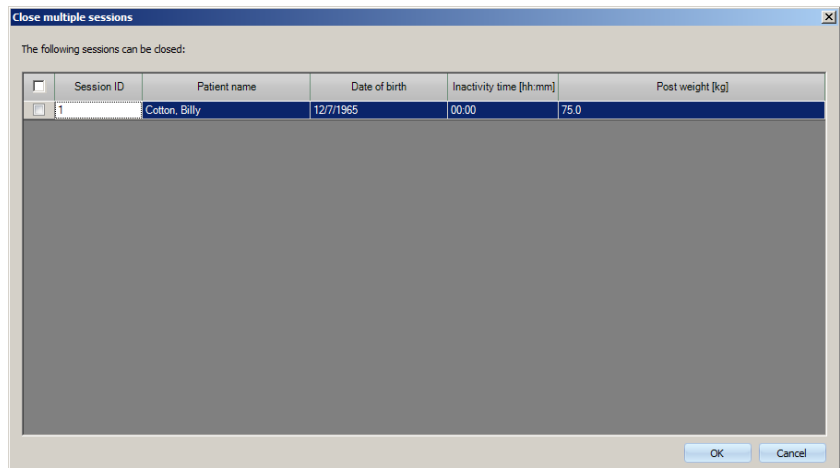 Close multiple sessions
The following sessions can be closed:
Session ID Patient name Date of birth Inactivity time [hh:mm] Post weight [kg]
1 Cotton, Billy 12/7/1965 00:00 75.0
OK Cancel